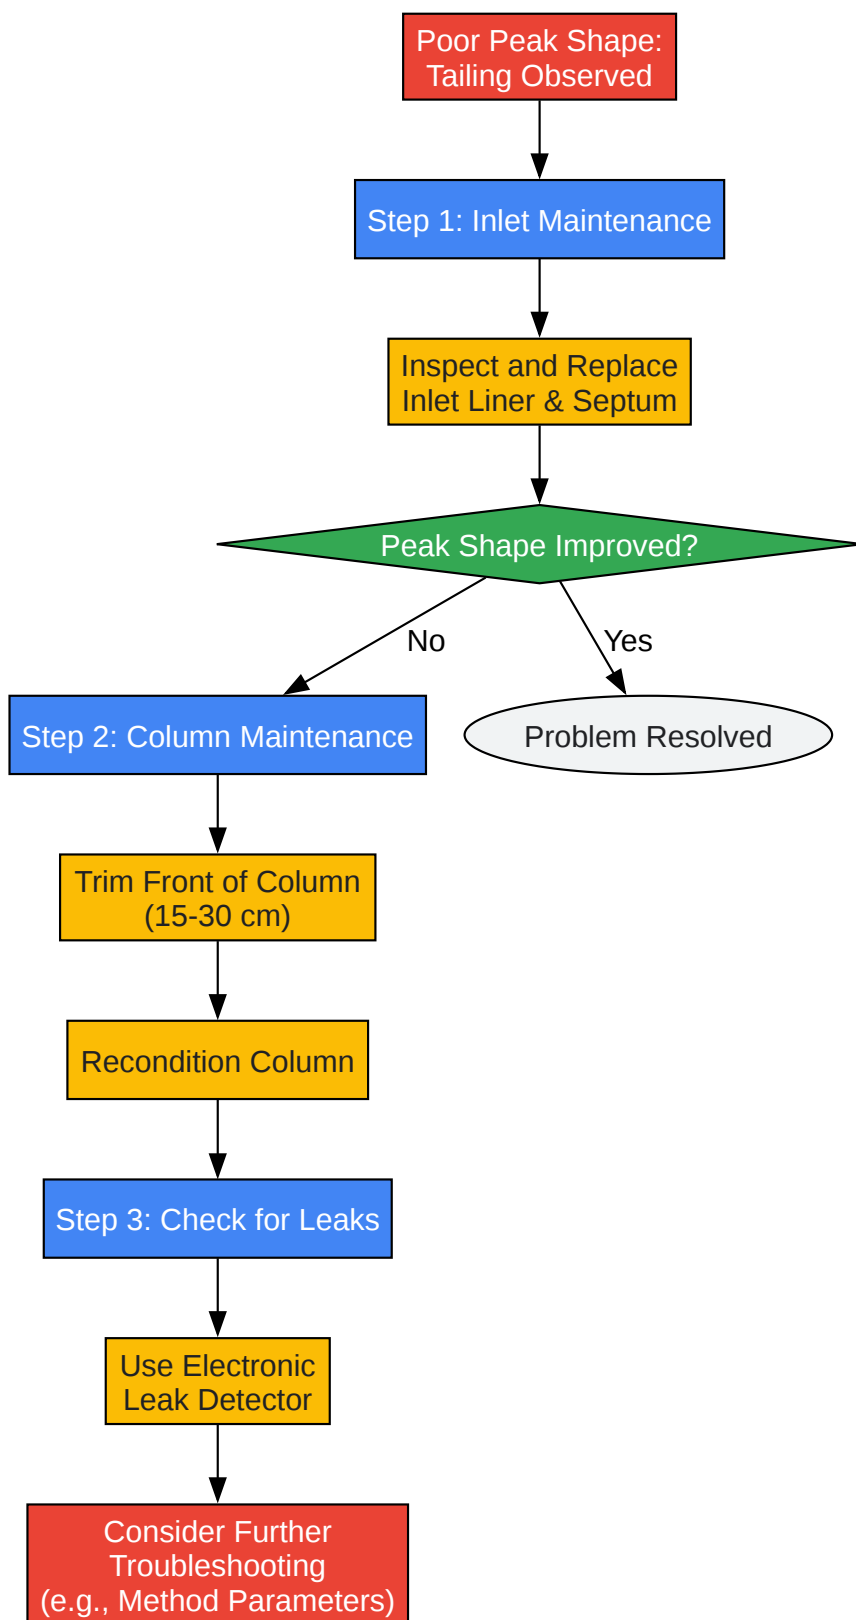 Poor Peak Shape:
Tailing Observed
Step 1: Inlet Maintenance
Inspect and Replace
Inlet Liner & Septum
Peak Shape Improved?
No
Yes
Step 2: Column Maintenance
Problem Resolved
Trim Front of Column
(15-30 cm)
Recondition Column
Step 3: Check for Leaks
Use Electronic
Leak Detector
Consider Further
Troubleshooting
(e.g., Method Parameters)